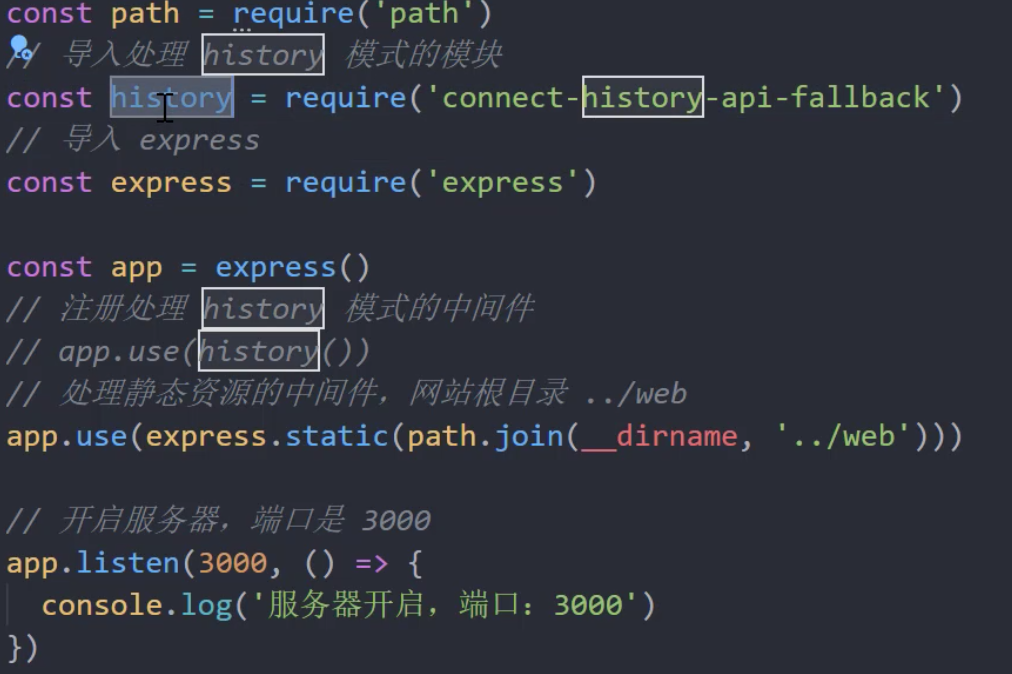 const path = require('path')
// 导入处理 history 模式的模块
const history = require('connect-history-api-fallback')
// 导入 express
const express = require('express')
const app = express()
// 注册处理 history 模式的中间件
// app.use(history())
// 处理静态资源的中间件，网站根目录 ../web
app.use(express.static(path.join(__dirname, '../web')))
// 开启服务器，端口是 3000
app.listen(3000, () => {
  console.log('服务器开启，端口：3000')
})